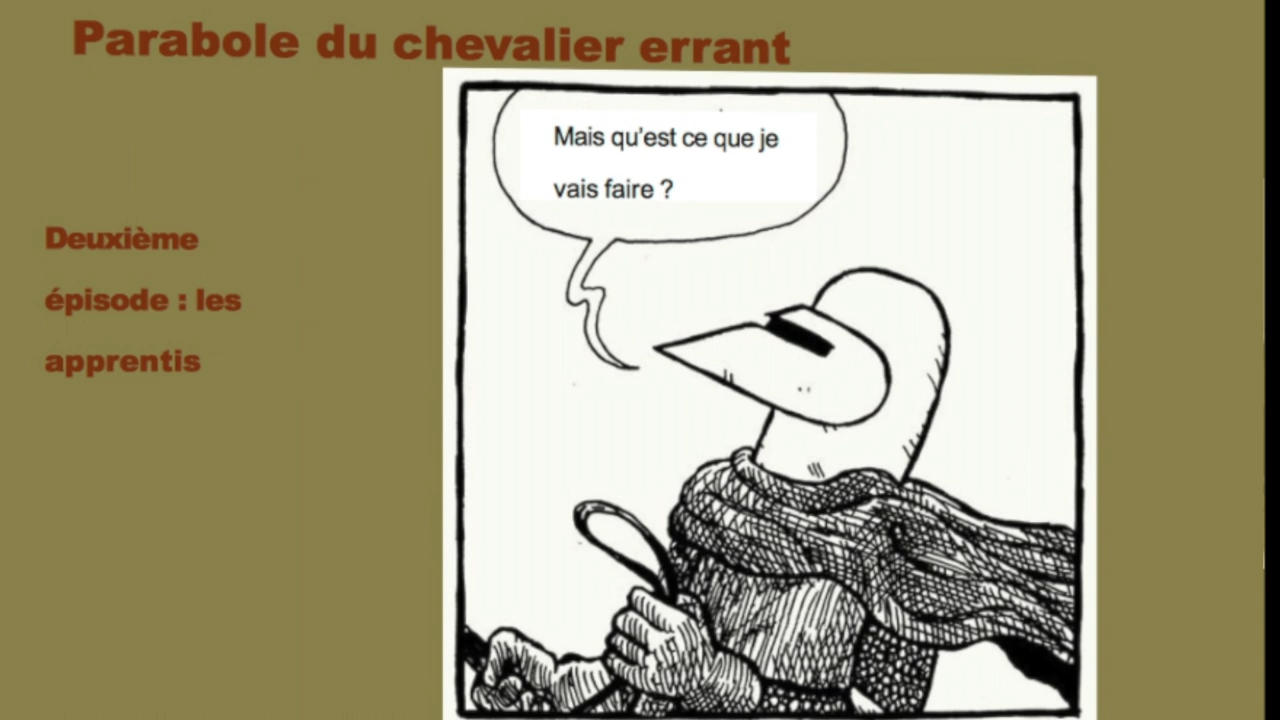 Parabole du chevalier errant
Mais qu'est ce que je
vais faire ?
Deuxième
épisode : les
apprentis